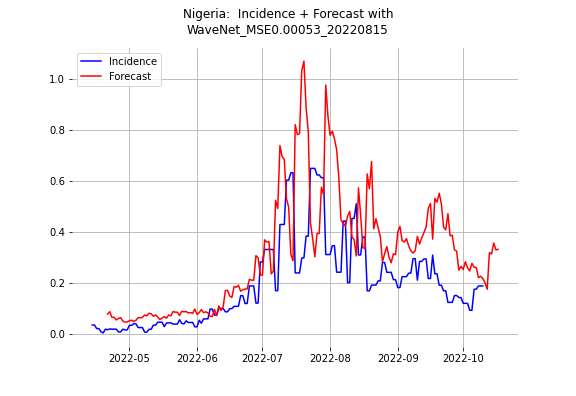 Nigeria:  Incidence + Forecast with
WaveNet_MSE0.00053_20220815
Incidence
Forecast
1.0
0.8
0.6
0.4
0.2
0.0
2022-05 2022-06 2022-07 2022-08 2022-09 2022-10